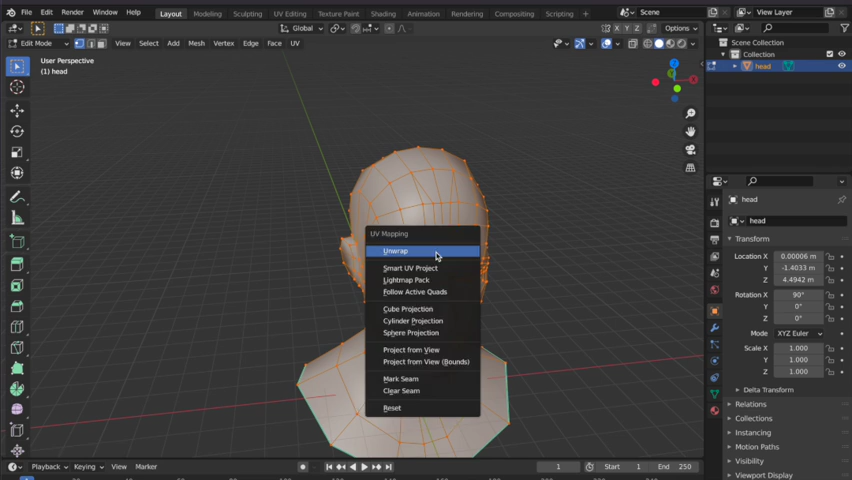 File Edit Render Window Help Layout Modeling Sculpting UV Editing Texture Paint Shading Animation Rendering Compositing Scripting Scene View Layer
Global Options
Edit Mode View Select Add Mesh Vertex Edge Face UV X Y Z
Scene Collection
Collection
head
User Perspective
(1) head
Z
X
Y
UV Mapping
Unwrap
Smart UV Project
Lightmap Pack
Follow Active Quads
Cube Projection
Cylinder Projection
Sphere Projection
Project from View
Project from View (Bounds)
Mark Seam
Clear Seam
Reset
head
head
Transform
Location X 0.00006 m
Y -1.4033 m
Z 4.4942 m
Rotation X 90°
Y 0°
Z 0°
Mode XYZ Euler
Scale X 1.000
Y 1.000
Z 1.000
Delta Transform
Relations
Collections
Instancing
Motion Paths
Visibility
Viewport Display
Playback Keying View Marker 1 Start 1 End 250